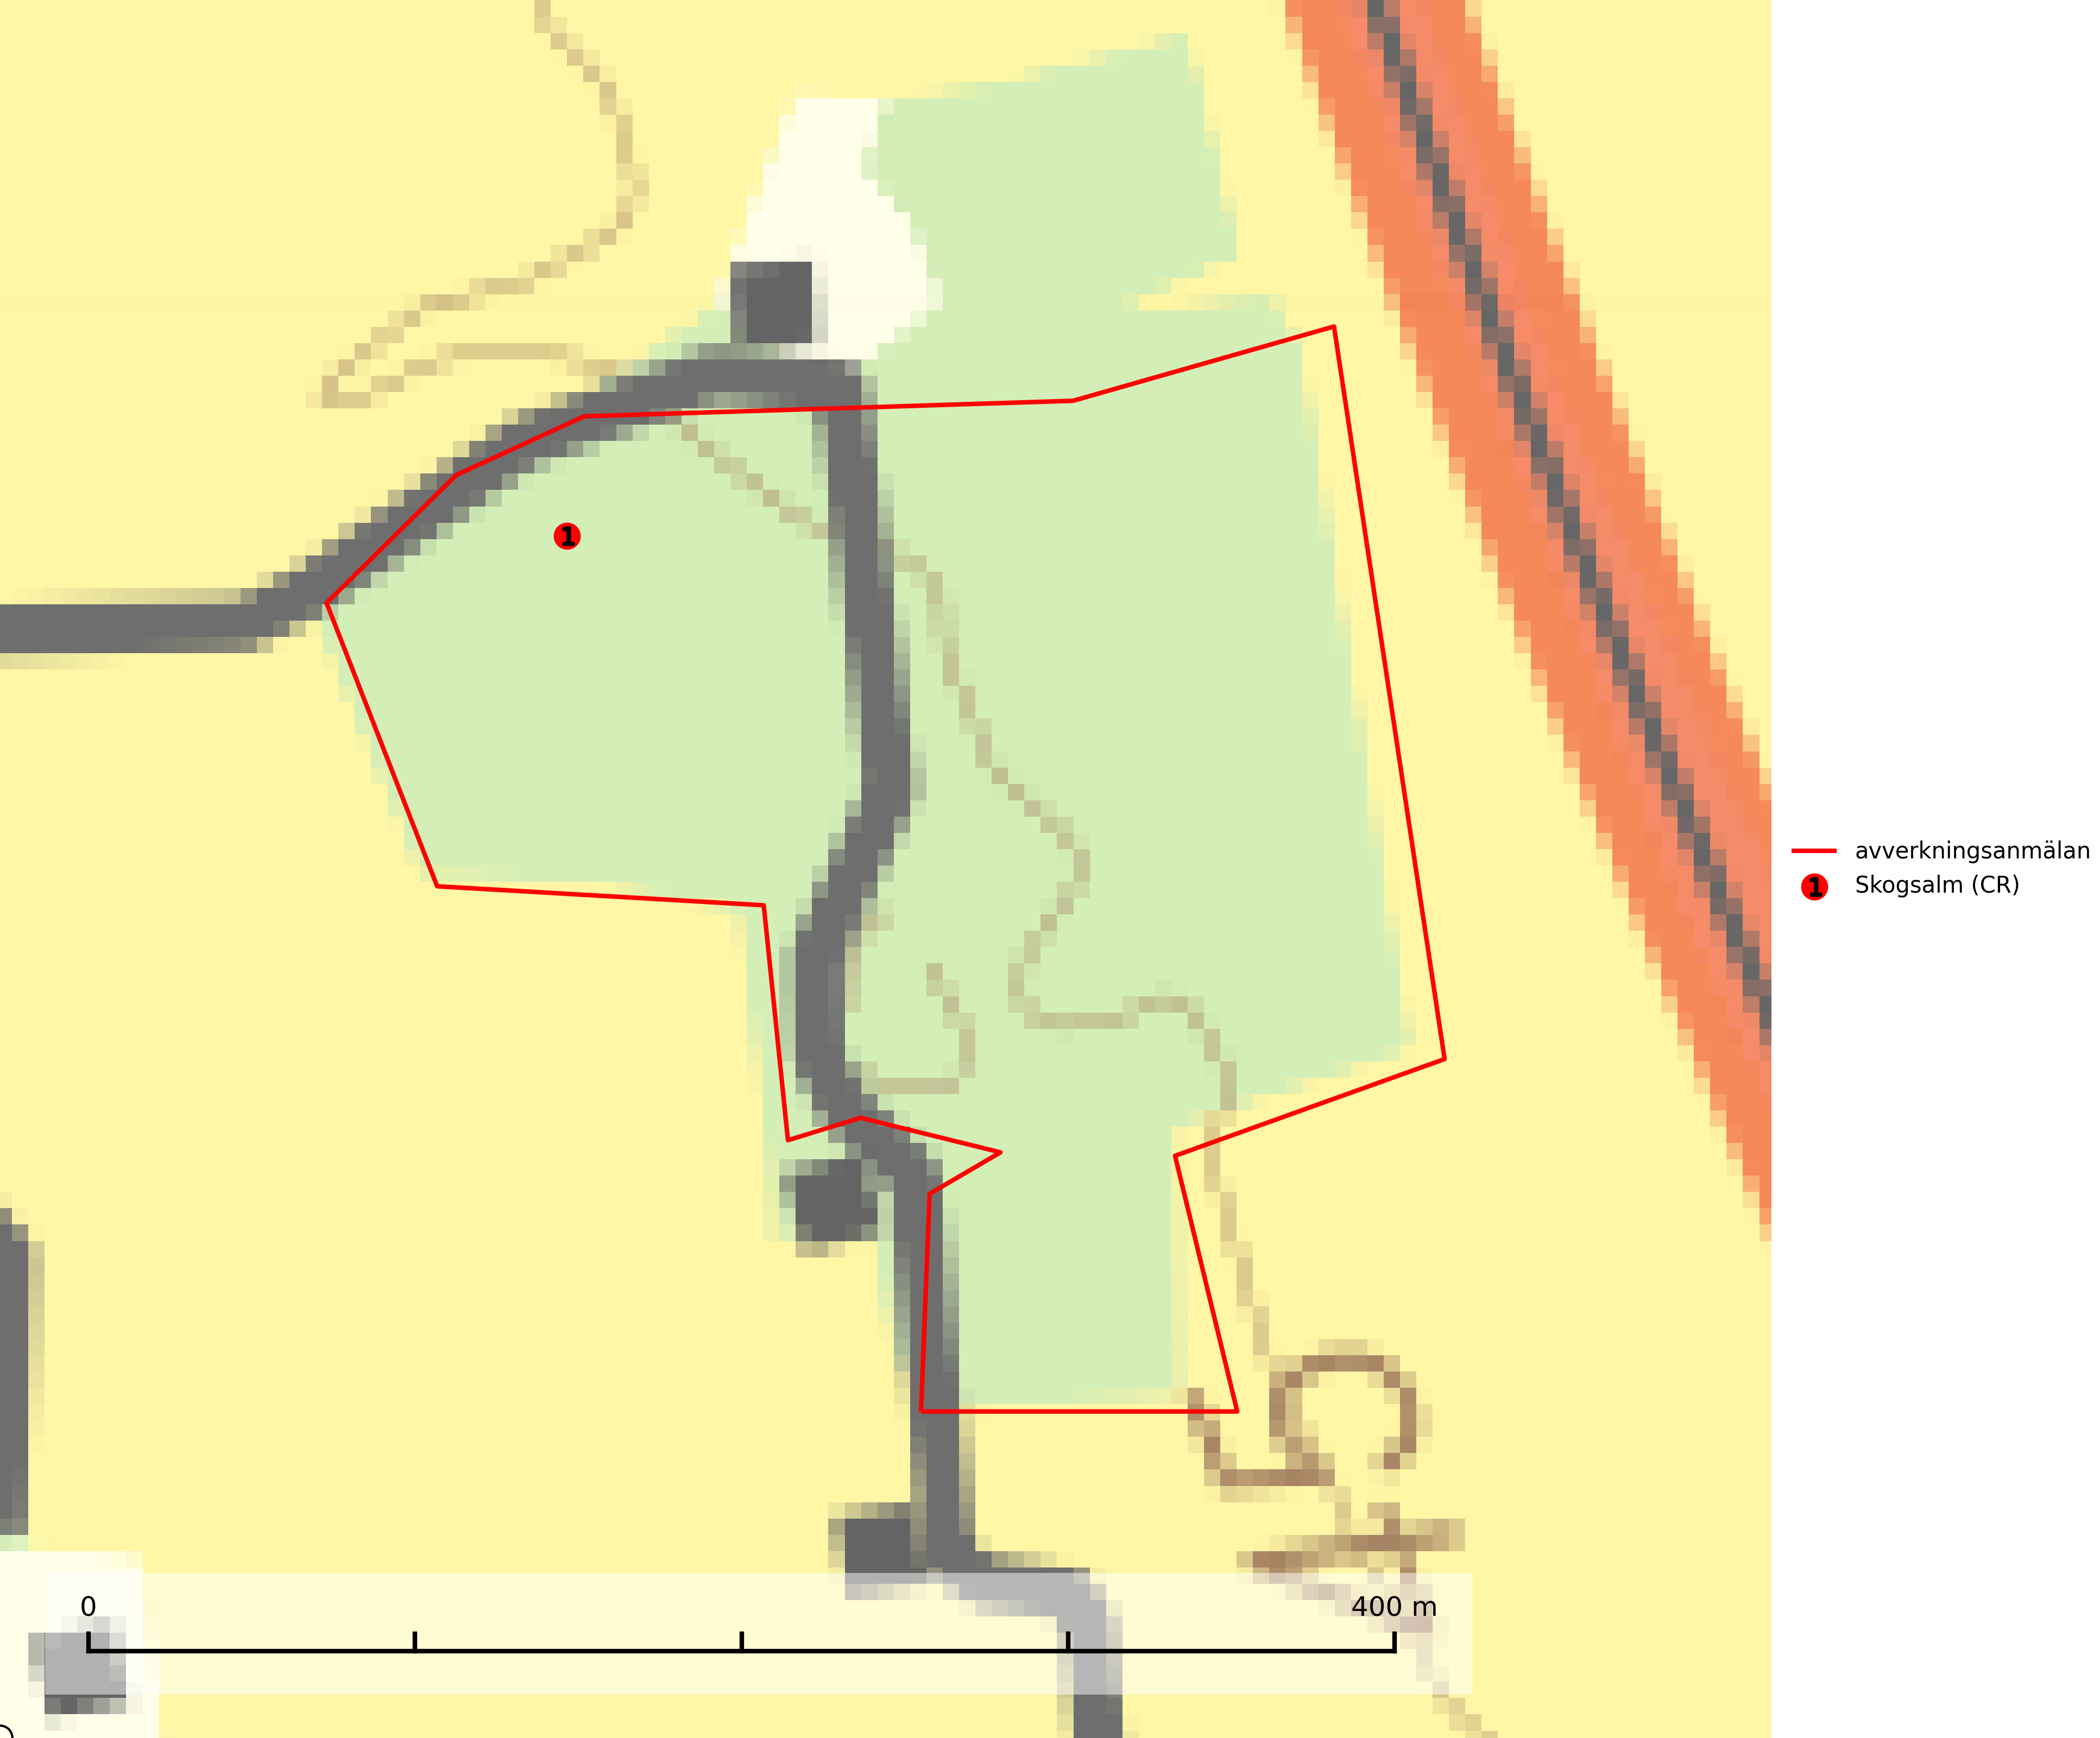 1
avverkningsanmälan
1 Skogsalm (CR)
0 400 m